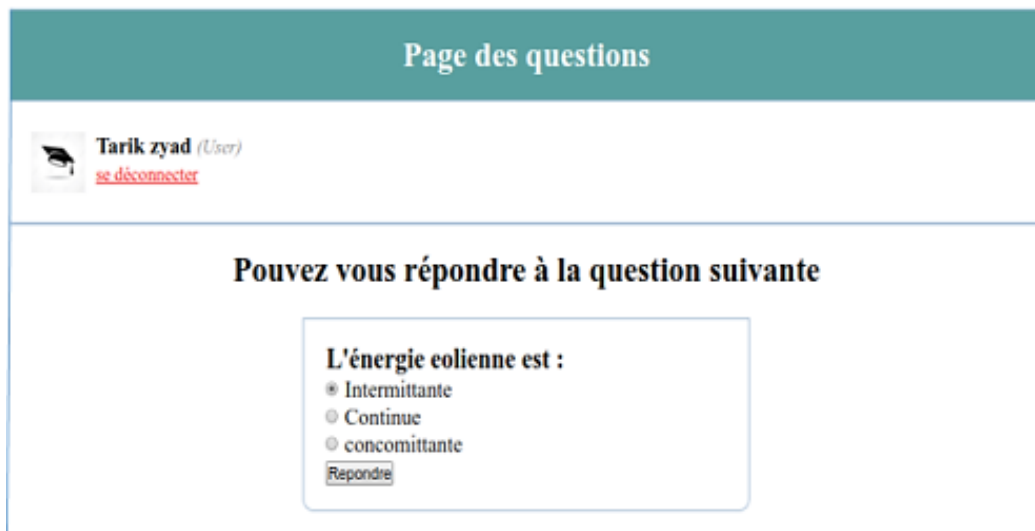 Page des questions
Tarik zyad (User)
se déconnecter
Pouvez vous répondre à la question suivante
L'énergie eolienne est :
Intermittante
Continue
concomittante
Repondre